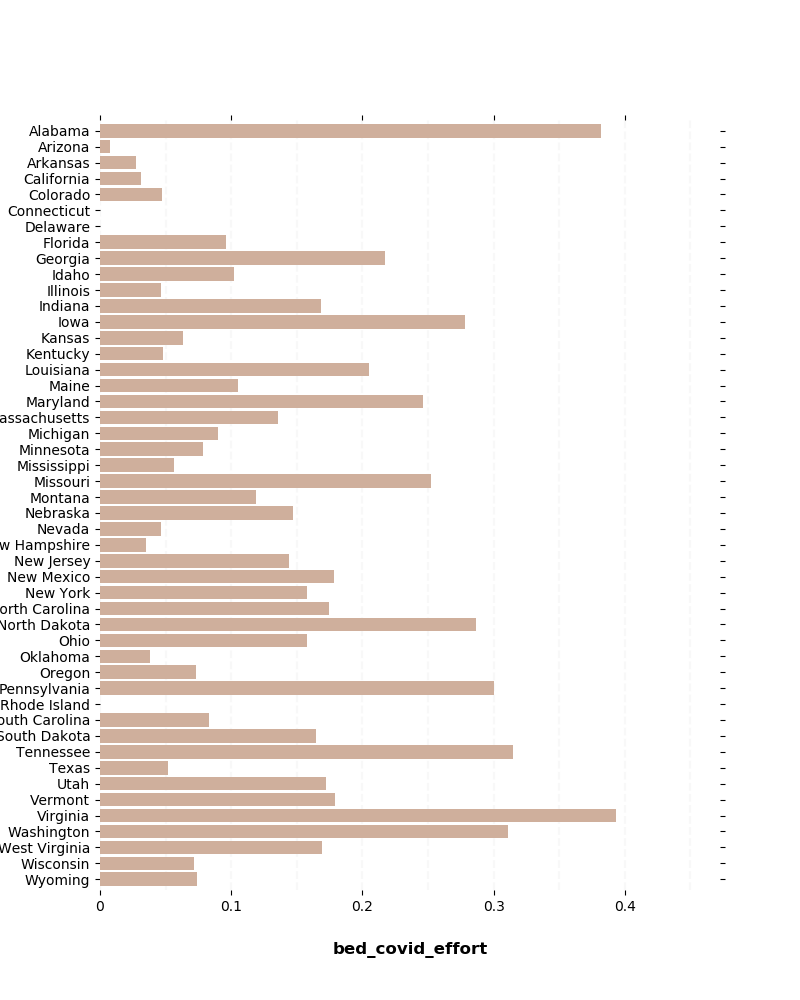 Alabama
Arizona
Arkansas
California
Colorado
Connecticut
Delaware
Florida
Georgia
Idaho
Illinois
Indiana
Iowa
Kansas
Kentucky
Louisiana
Maine
Maryland
assachusetts
Michigan
Minnesota
Mississippi
Missouri
Montana
Nebraska
Nevada
w Hampshire
New Jersey
New Mexico
New York
orth Carolina
North Dakota
Ohio
Oklahoma
Oregon
Pennsylvania
Rhode Island
outh Carolina
South Dakota
Tennessee
Texas
Utah
Vermont
Virginia
Washington
West Virginia
Wisconsin
Wyoming
0 0.1 0.2 0.3 0.4
bed_covid_effort